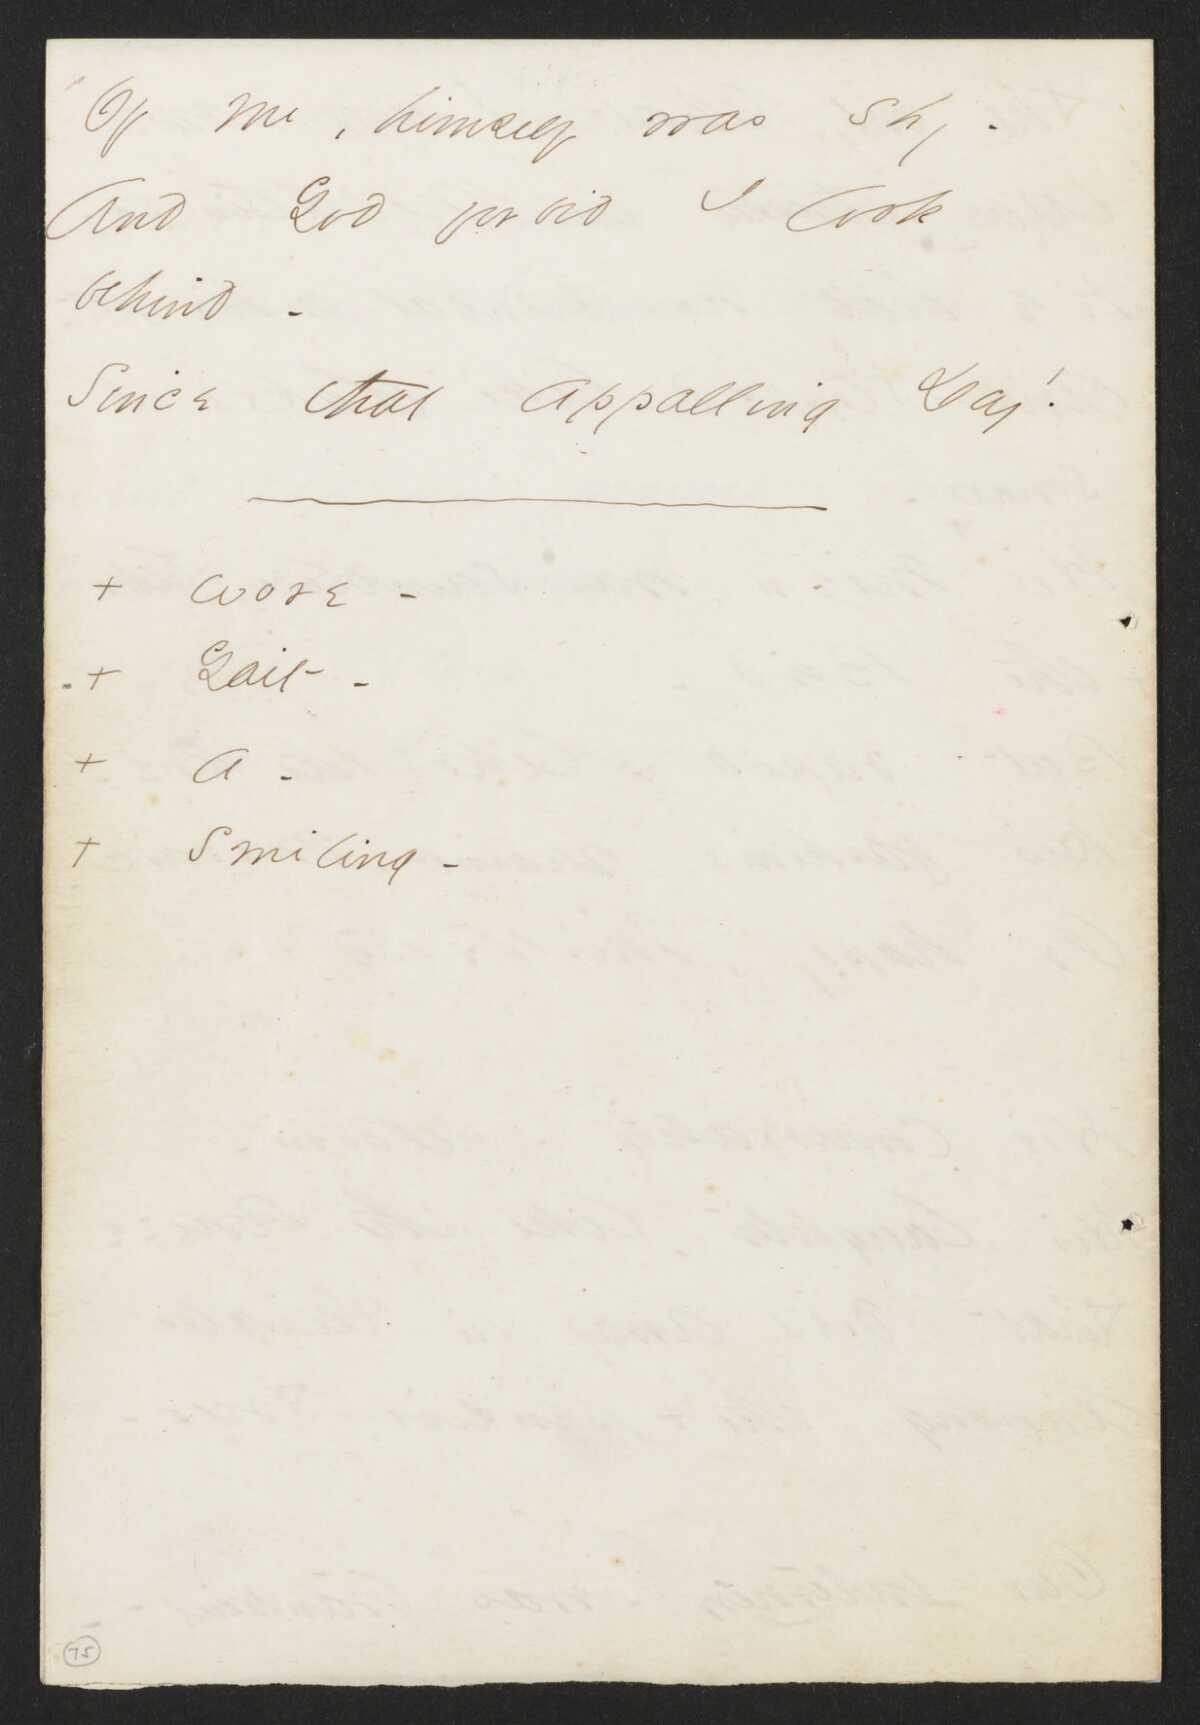 Of me, himself was shy -
And God forbid I look
behind -
Since that appalling Day!
+ wore -
+ Gait -
+ a -
+ Smiling -
75